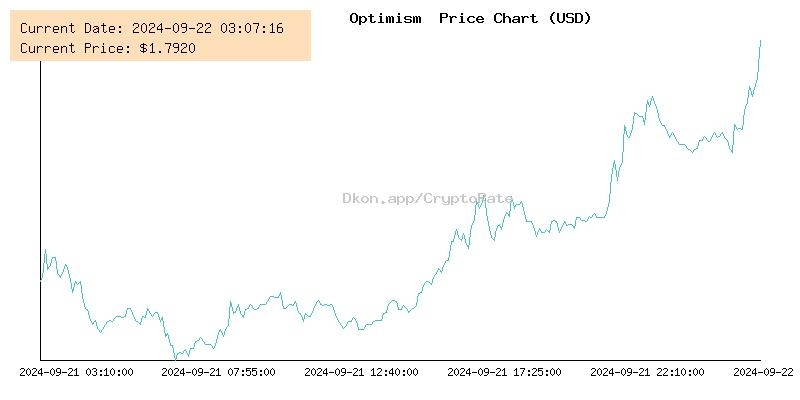 Optimism  Price Chart (USD)
Current Date: 2024-09-22 03:07:16
Current Price: $1.7920
Dkon.app/CryptoRate
2024-09-21 03:10:00 2024-09-21 07:55:00 2024-09-21 12:40:00 2024-09-21 17:25:00 2024-09-21 22:10:00 2024-09-22